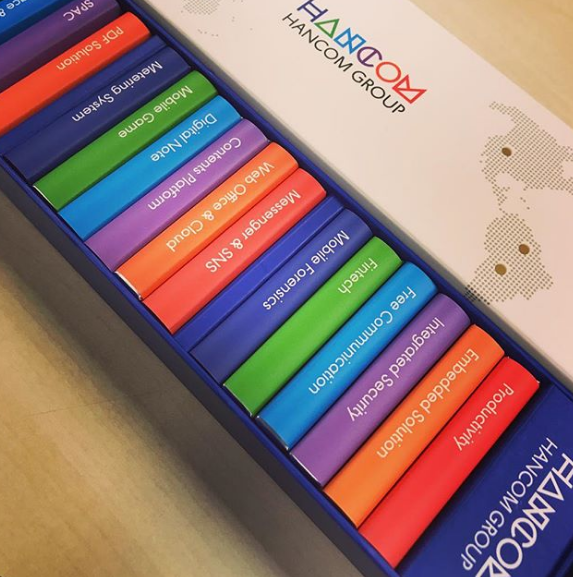 HANCOM
HANCOM GROUP
SPAC
PDF Solution
Metering System
Mobile Game
Digital Note
Contents Platform
Web Office & Cloud
Messenger & SNS
Mobile Forensics
Fintech
Free Communication
Integrated Security
Embedded Solution
Productivity
HANCOM
HANCOM GROUP